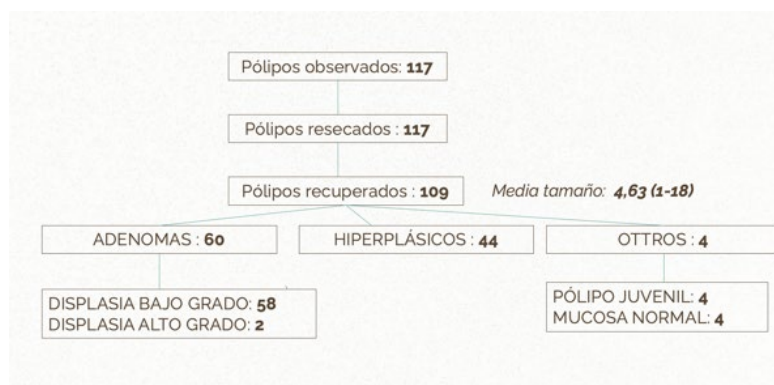 Pólipos observados: 117
Pólipos resecados : 117
Pólipos recuperados : 109
Media tamaño: 4,63 (1-18)
ADENOMAS : 60
HIPERPLÁSICOS : 44
OTTROS : 4
DISPLASIA BAJO GRADO: 58
DISPLASIA ALTO GRADO: 2
PÓLIPO JUVENIL: 4
MUCOSA NORMAL: 4